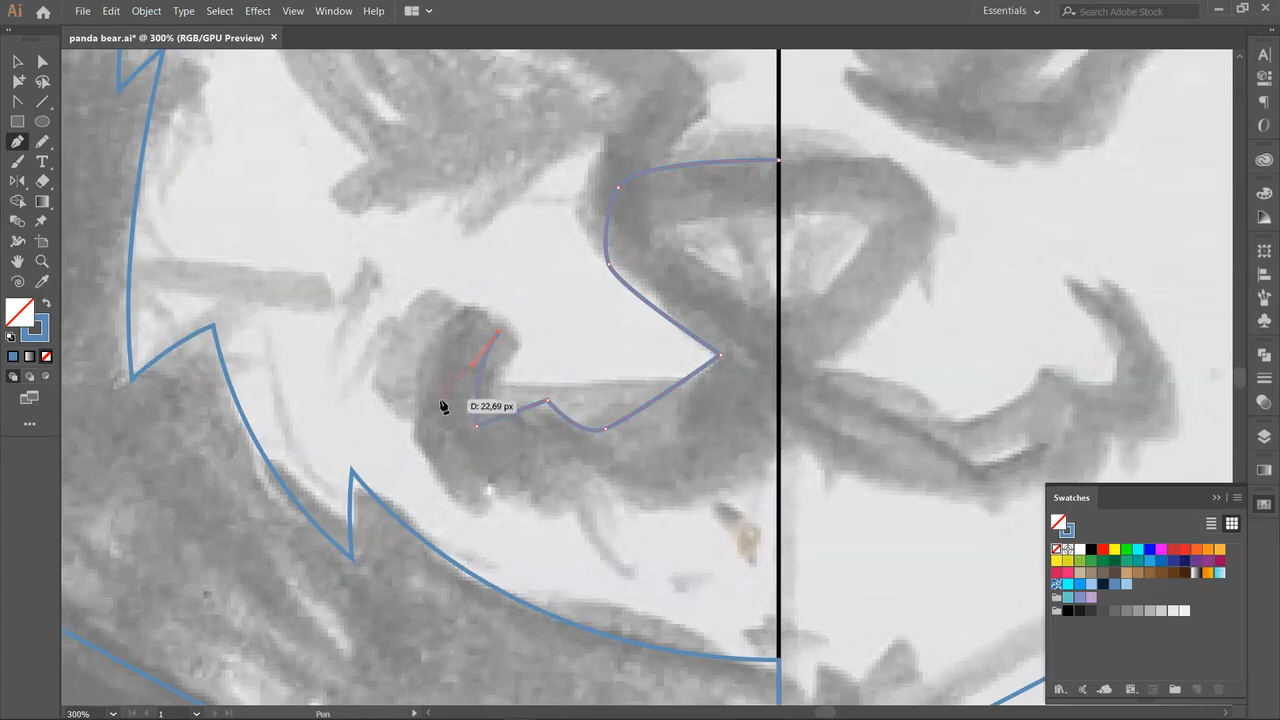 Ai File Edit Object Type Select Effect View Window Help Essentials Search Adobe Stock
panda bear.ai* @ 300% (RGB/GPU Preview) ×
D: 22,69 px
Swatches
300% 1 Pen